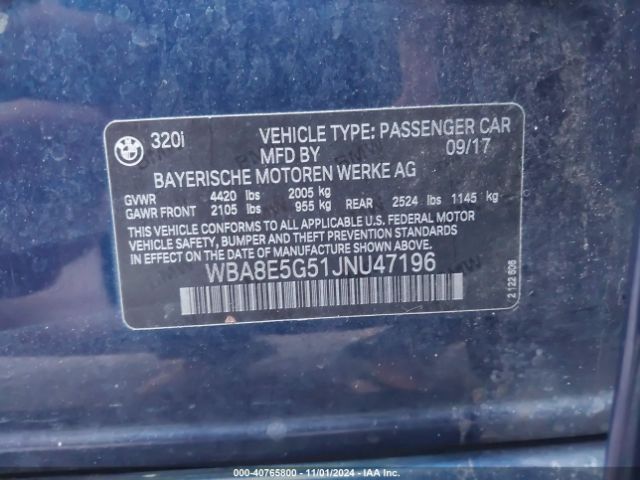 320i VEHICLE TYPE: PASSENGER CAR
MFD BY 09/17
BAYERISCHE MOTOREN WERKE AG
GVWR 4420 lbs 2005 kg
GAWR FRONT 2105 lbs 955 kg REAR 2524 lbs 1145 kg
THIS VEHICLE CONFORMS TO ALL APPLICABLE U.S. FEDERAL MOTOR
VEHICLE SAFETY, BUMPER AND THEFT PREVENTION STANDARDS
IN EFFECT ON THE DATE OF MANUFACTURE SHOWN ABOVE.
WBA8E5G51JNU47196
2 122 606
000-40765800 - 11/01/2024 - IAA Inc.